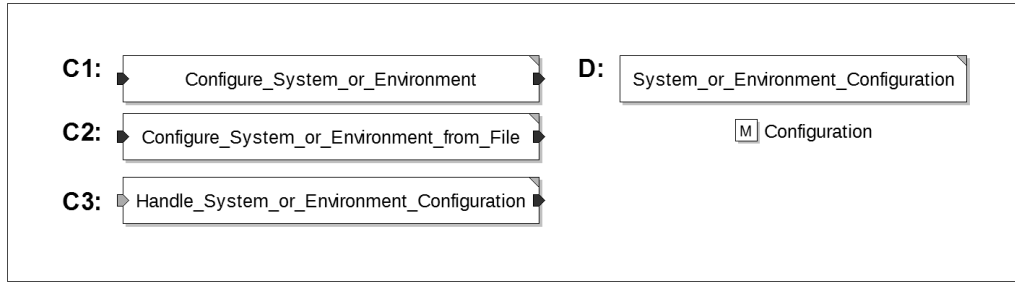 C1:
Configure_System_or_Environment
C2:
Configure_System_or_Environment_from_File
C3:
Handle_System_or_Environment_Configuration
D:
System_or_Environment_Configuration
M Configuration